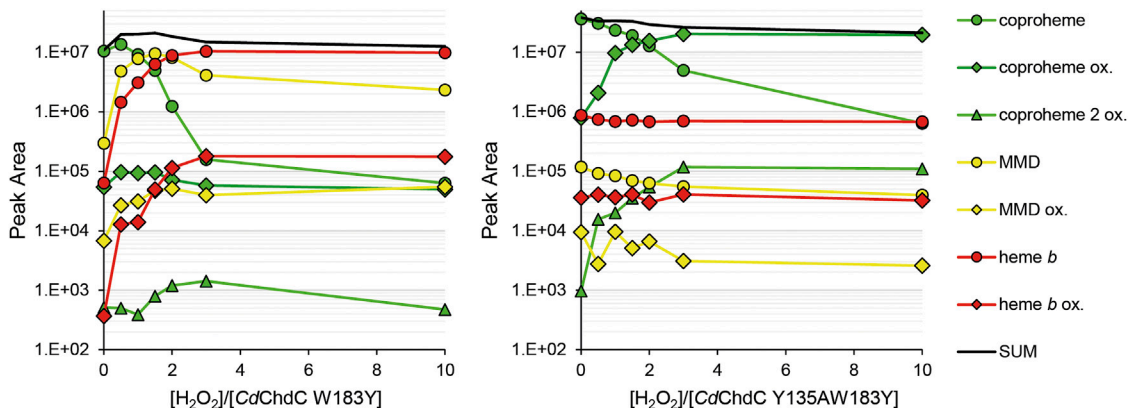 Peak Area
1.E+07
1.E+06
1.E+05
1.E+04
1.E+03
1.E+02
0 2 4 6 8 10
[H₂O₂]/[CdChdC W183Y]
Peak Area
1.E+07
1.E+06
1.E+05
1.E+04
1.E+03
1.E+02
0 2 4 6 8 10
[H₂O₂]/[CdChdC Y135AW183Y]
coproheme
coproheme ox.
coproheme 2 ox.
MMD
MMD ox.
heme b
heme b ox.
SUM